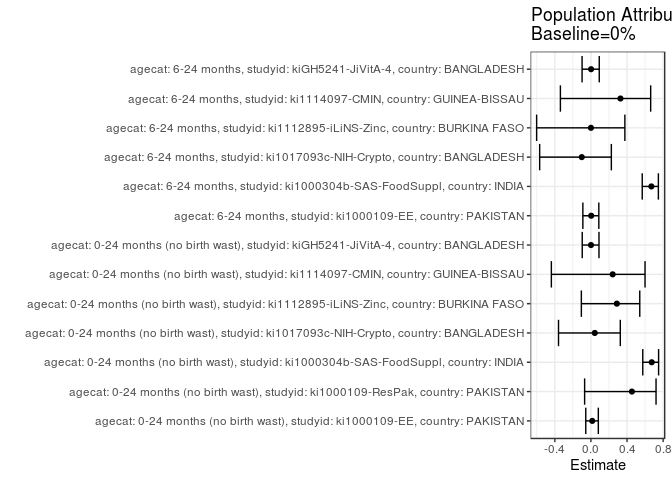 Population Attribu
Baseline=0%
agecat: 6-24 months, studyid: kiGH5241-JiVitA-4, country: BANGLADESH
agecat: 6-24 months, studyid: ki1114097-CMIN, country: GUINEA-BISSAU
agecat: 6-24 months, studyid: ki1112895-iLiNS-Zinc, country: BURKINA FASO
agecat: 6-24 months, studyid: ki1017093c-NIH-Crypto, country: BANGLADESH
agecat: 6-24 months, studyid: ki1000304b-SAS-FoodSuppl, country: INDIA
agecat: 6-24 months, studyid: ki1000109-EE, country: PAKISTAN
agecat: 0-24 months (no birth wast), studyid: kiGH5241-JiVitA-4, country: BANGLADESH
agecat: 0-24 months (no birth wast), studyid: ki1114097-CMIN, country: GUINEA-BISSAU
agecat: 0-24 months (no birth wast), studyid: ki1112895-iLiNS-Zinc, country: BURKINA FASO
agecat: 0-24 months (no birth wast), studyid: ki1017093c-NIH-Crypto, country: BANGLADESH
agecat: 0-24 months (no birth wast), studyid: ki1000304b-SAS-FoodSuppl, country: INDIA
agecat: 0-24 months (no birth wast), studyid: ki1000109-ResPak, country: PAKISTAN
agecat: 0-24 months (no birth wast), studyid: ki1000109-EE, country: PAKISTAN
-0.4 0.0 0.4 0.8
Estimate